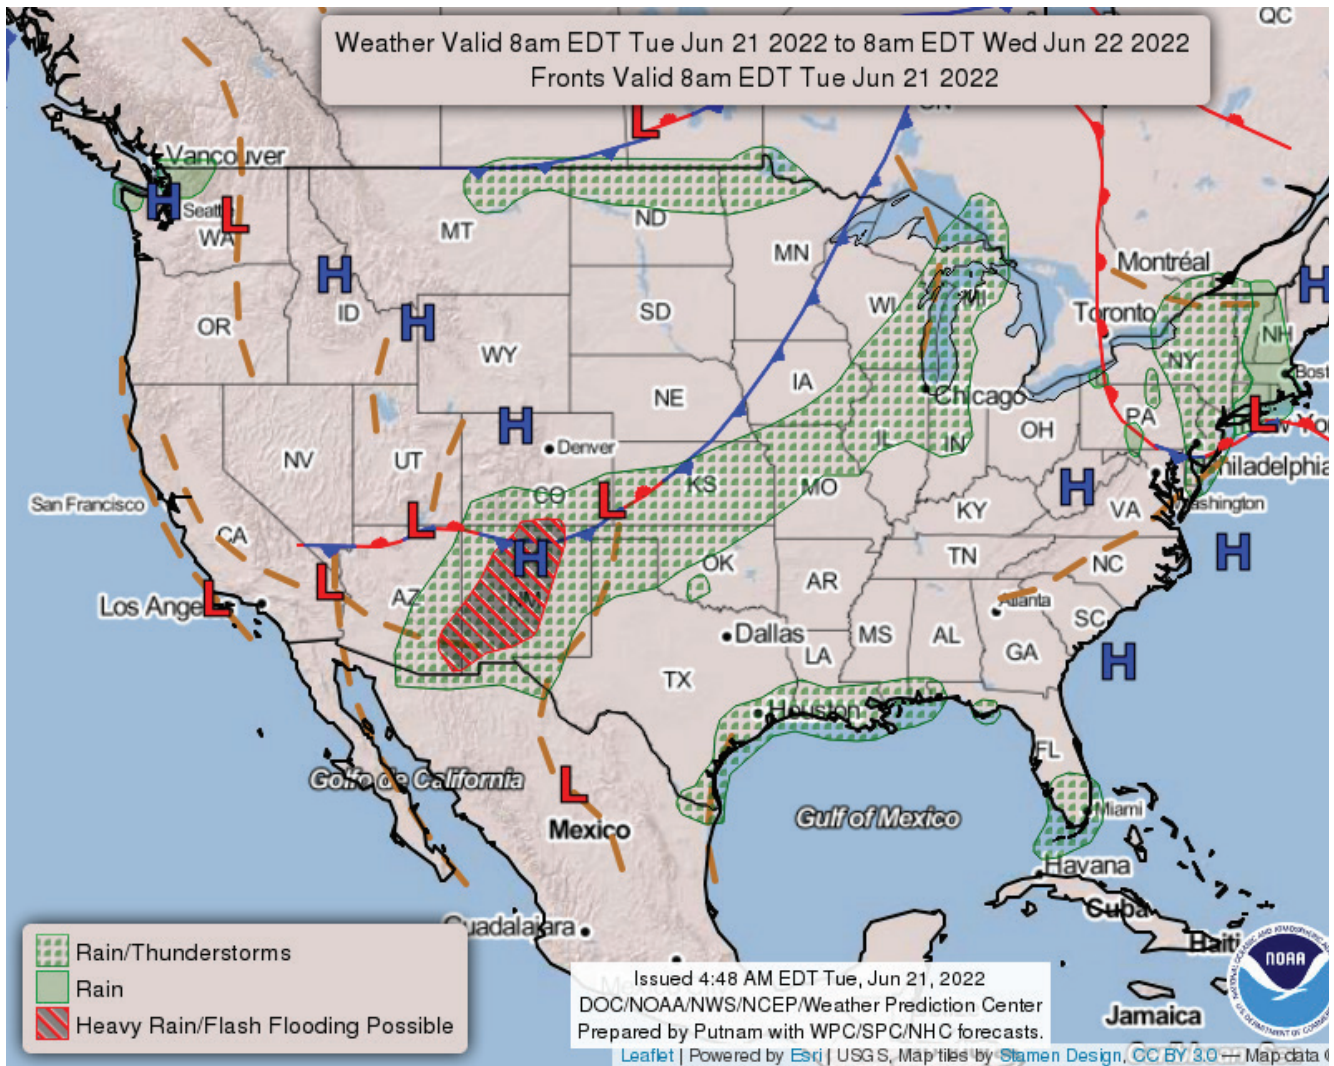 QC
Weather Valid 8am EDT Tue Jun 21 2022 to 8am EDT Wed Jun 22 2022
Fronts Valid 8am EDT Tue Jun 21 2022
ON
L
Vancouver
H
Seattle
L
WA
MT
ND
MN
Montréal
H
H
ID
OR
H
WY
SD
WI
MI
Toronto
NY
NH
Bost
NE
IA
Chicago
PA
L
New Yo
H
Denver
NV
UT
CO
KS
MO
IL
IN
OH
Philadelphia
H
VA
Washington
San Francisco
CA
L
L
KY
H
H
OK
TN
NC
Los Ange
L
L
AZ
NM
AR
Atlanta
SC
Dallas
MS
AL
GA
H
LA
TX
Houston
FL
Golfo de California
L
Mexico
Gulf of Mexico
Miami
Havana
Cuba
Guadalajara
Haiti
Jamaica
Rain/Thunderstorms
Rain
Heavy Rain/Flash Flooding Possible
Issued 4:48 AM EDT Tue, Jun 21, 2022
DOC/NOAA/NWS/NCEP/Weather Prediction Center
Prepared by Putnam with WPC/SPC/NHC forecasts.
Leaflet | Powered by Esri | USGS, Map tiles by Stamen Design, CC BY 3.0 — Map data ©
NOAA